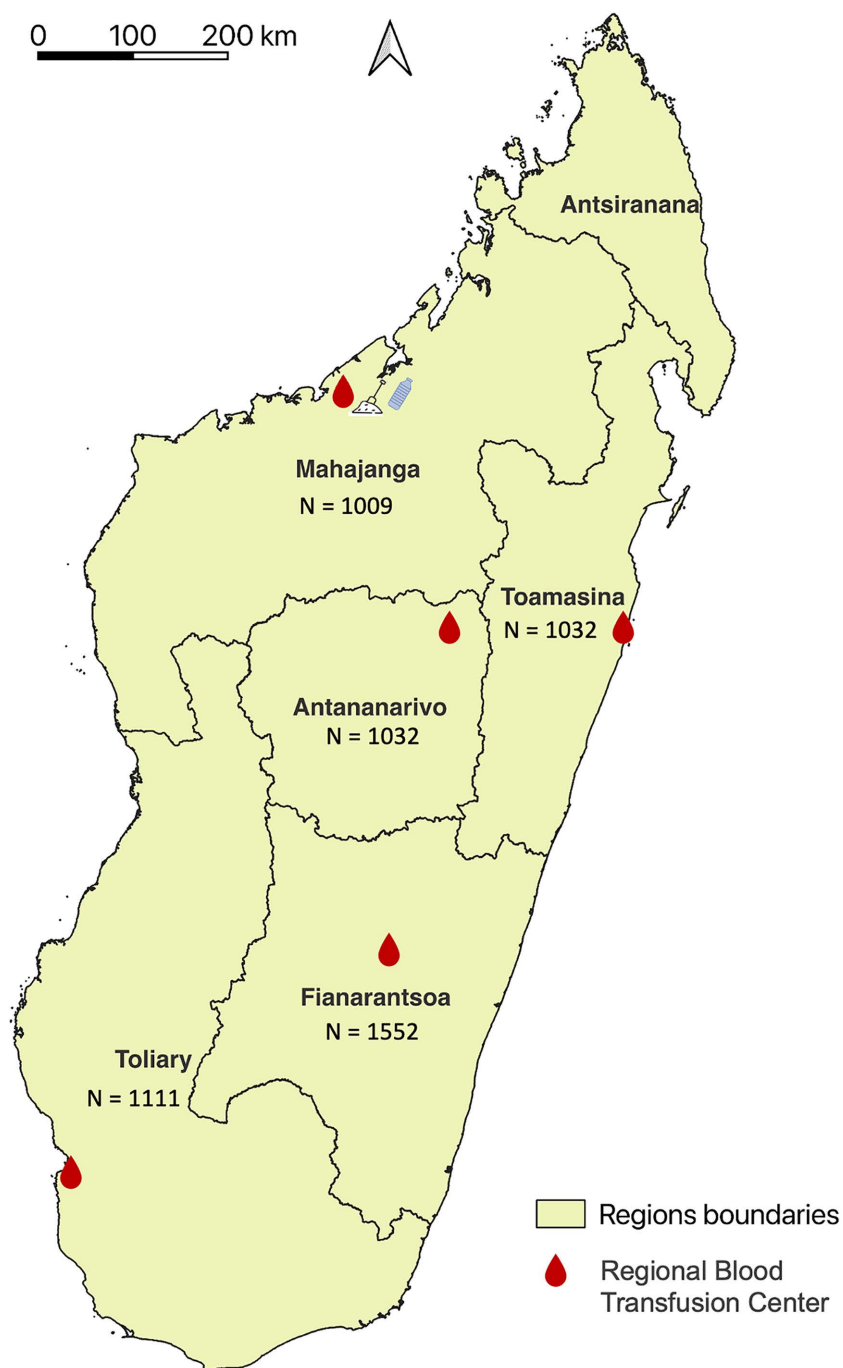 0 100 200 km
Antsiranana
Mahajanga
N = 1009
Toamasina
N = 1032
Antananarivo
N = 1032
Fianarantsoa
N = 1552
Toliary
N = 1111
Regions boundaries
Regional Blood
Transfusion Center